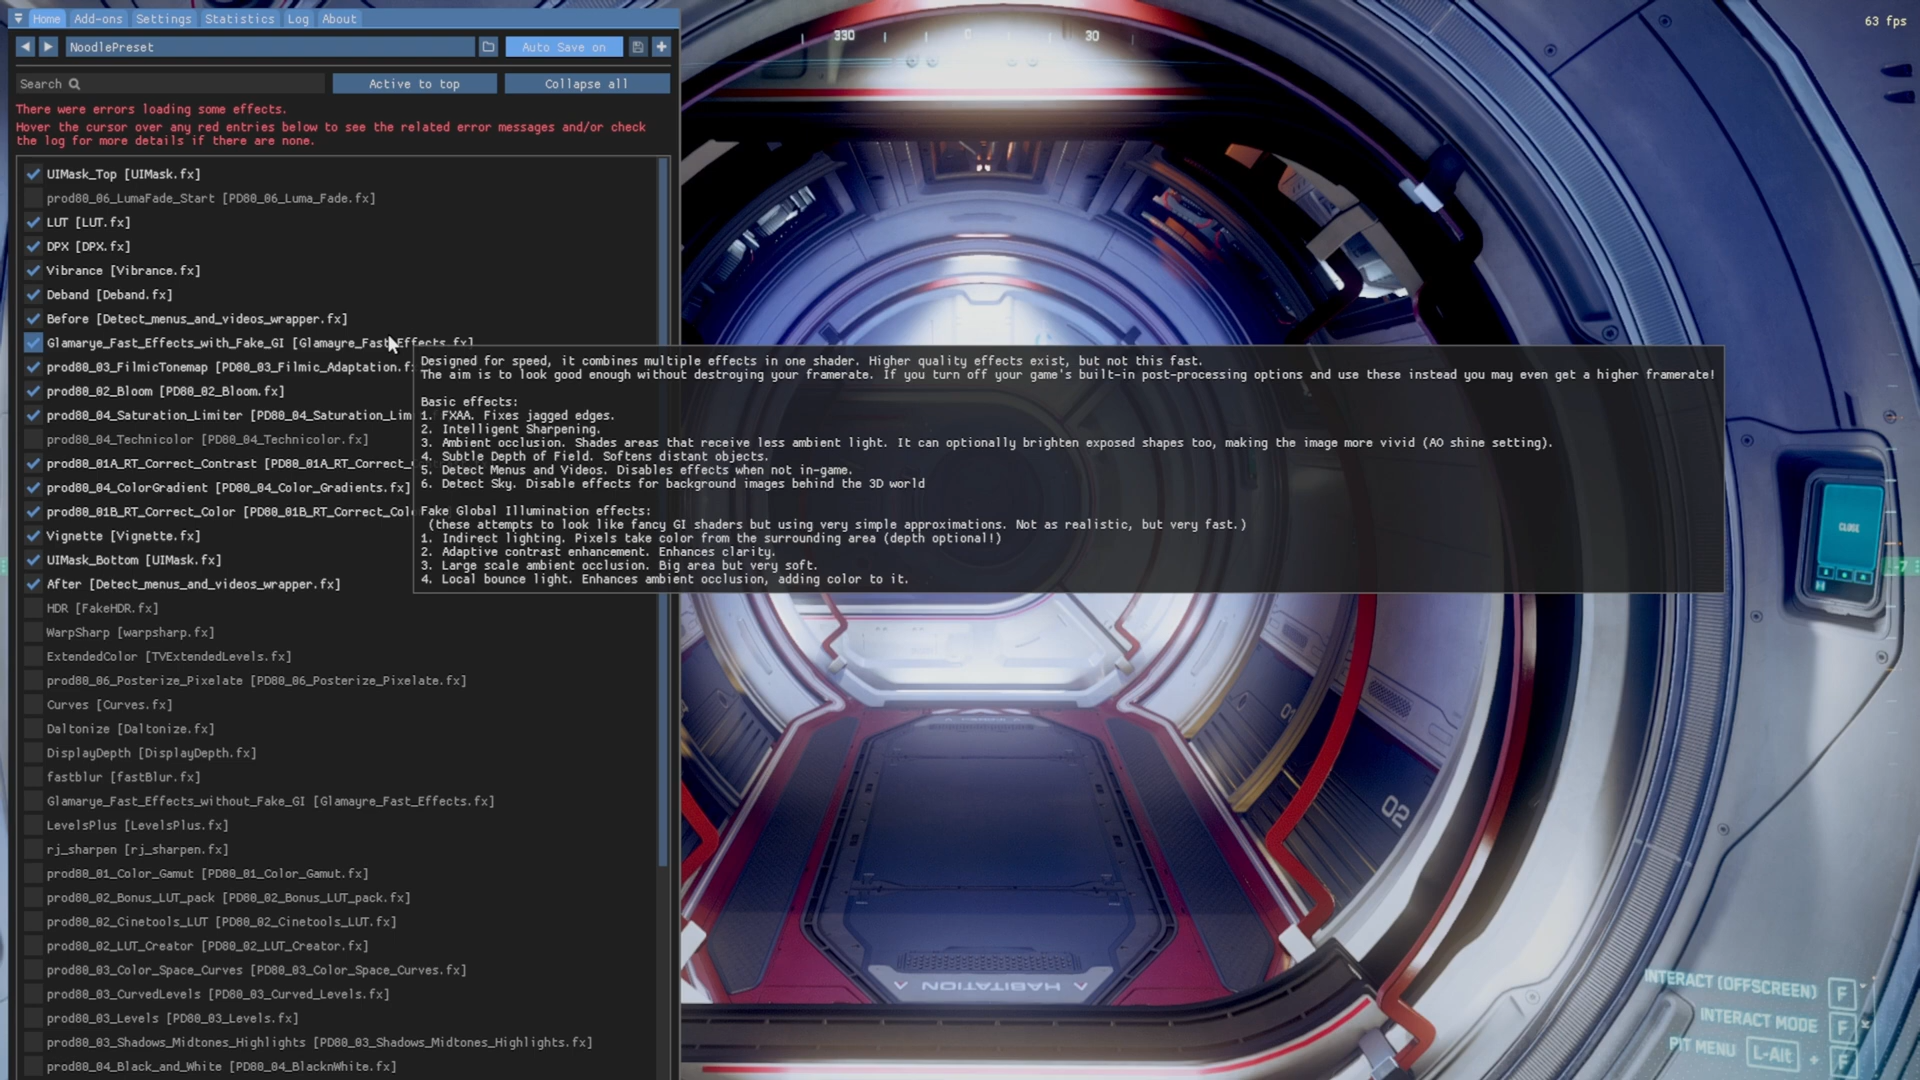 Home Add-ons Settings Statistics Log About
NoodlePreset Auto Save on
Search Active to top Collapse all
There were errors loading some effects.
Hover the cursor over any red entries below to see the related error messages and/or check
the log for more details if there are none.
UIMask_Top [UIMask.fx]
prod80_06_LumaFade_Start [PD80_06_Luma_Fade.fx]
LUT [LUT.fx]
DPX [DPX.fx]
Vibrance [Vibrance.fx]
Deband [Deband.fx]
Before [Detect_menus_and_videos_wrapper.fx]
Glamarye_Fast_Effects_with_Fake_GI [Glamayre_Fast_Effects.fx]
prod80_03_FilmicTonemap [PD80_03_Filmic_Adaptation.f
prod80_02_Bloom [PD80_02_Bloom.fx]
prod80_04_Saturation_Limiter [PD80_04_Saturation_Lim
prod80_04_Technicolor [PD80_04_Technicolor.fx]
prod80_01A_RT_Correct_Contrast [PD80_01A_RT_Correct_
prod80_04_ColorGradient [PD80_04_Color_Gradients.fx]
prod80_01B_RT_Correct_Color [PD80_01B_RT_Correct_Col
Vignette [Vignette.fx]
UIMask_Bottom [UIMask.fx]
After [Detect_menus_and_videos_wrapper.fx]
HDR [FakeHDR.fx]
WarpSharp [warpsharp.fx]
ExtendedColor [TVExtendedLevels.fx]
prod80_06_Posterize_Pixelate [PD80_06_Posterize_Pixelate.fx]
Curves [Curves.fx]
Daltonize [Daltonize.fx]
DisplayDepth [DisplayDepth.fx]
fastblur [fastBlur.fx]
Glamarye_Fast_Effects_without_Fake_GI [Glamayre_Fast_Effects.fx]
LevelsPlus [LevelsPlus.fx]
rj_sharpen [rj_sharpen.fx]
prod80_01_Color_Gamut [PD80_01_Color_Gamut.fx]
prod80_02_Bonus_LUT_pack [PD80_02_Bonus_LUT_pack.fx]
prod80_02_Cinetools_LUT [PD80_02_Cinetools_LUT.fx]
prod80_02_LUT_Creator [PD80_02_LUT_Creator.fx]
prod80_03_Color_Space_Curves [PD80_03_Color_Space_Curves.fx]
prod80_03_CurvedLevels [PD80_03_Curved_Levels.fx]
prod80_03_Levels [PD80_03_Levels.fx]
prod80_03_Shadows_Midtones_Highlights [PD80_03_Shadows_Midtones_Highlights.fx]
prod80_04_Black_and_White [PD80_04_BlacknWhite.fx]
Designed for speed, it combines multiple effects in one shader. Higher quality effects exist, but not this fast.
The aim is to look good enough without destroying your framerate. If you turn off your game's built-in post-processing options and use these instead you may even get a higher framerate!
Basic effects:
1. FXAA. Fixes jagged edges.
2. Intelligent Sharpening.
3. Ambient occlusion. Shades areas that receive less ambient light. It can optionally brighten exposed shapes too, making the image more vivid (AO shine setting).
4. Subtle Depth of Field. Softens distant objects.
5. Detect Menus and Videos. Disables effects when not in-game.
6. Detect Sky. Disable effects for background images behind the 3D world
Fake Global Illumination effects:
(these attempts to look like fancy GI shaders but using very simple approximations. Not as realistic, but very fast.)
1. Indirect lighting. Pixels take color from the surrounding area (depth optional!)
2. Adaptive contrast enhancement. Enhances clarity.
3. Large scale ambient occlusion. Big area but very soft.
4. Local bounce light. Enhances ambient occlusion, adding color to it.
63 fps
330 0 30
CLOSE
-7
02
HABITATION
INTERACT (OFFSCREEN) F
INTERACT MODE F
PIT MENU L-Alt + F